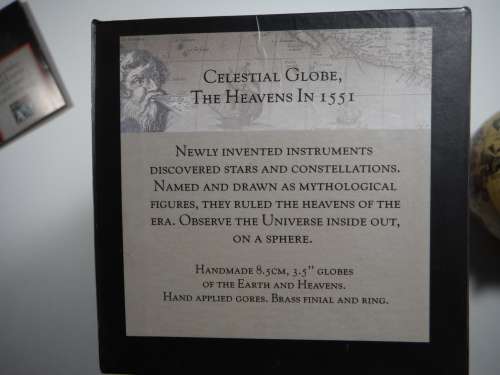 Celestial Globe,
The Heavens In 1551
Newly invented instruments
discovered stars and constellations.
Named and drawn as mythological
figures, they ruled the heavens of the
era. Observe the Universe inside out,
on a sphere.
Handmade 8.5cm, 3.5" globes
of the Earth and Heavens.
Hand applied gores. Brass finial and ring.